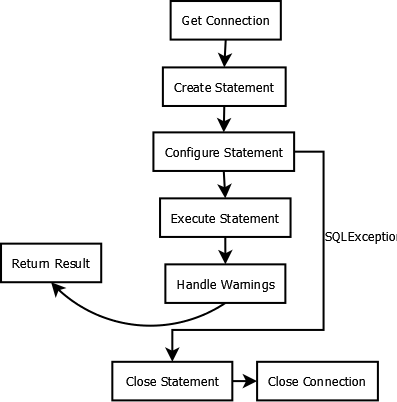 Get Connection
Create Statement
Configure Statement
Execute Statement
SQLException
Return Result
Handle Warnings
Close Statement
Close Connection